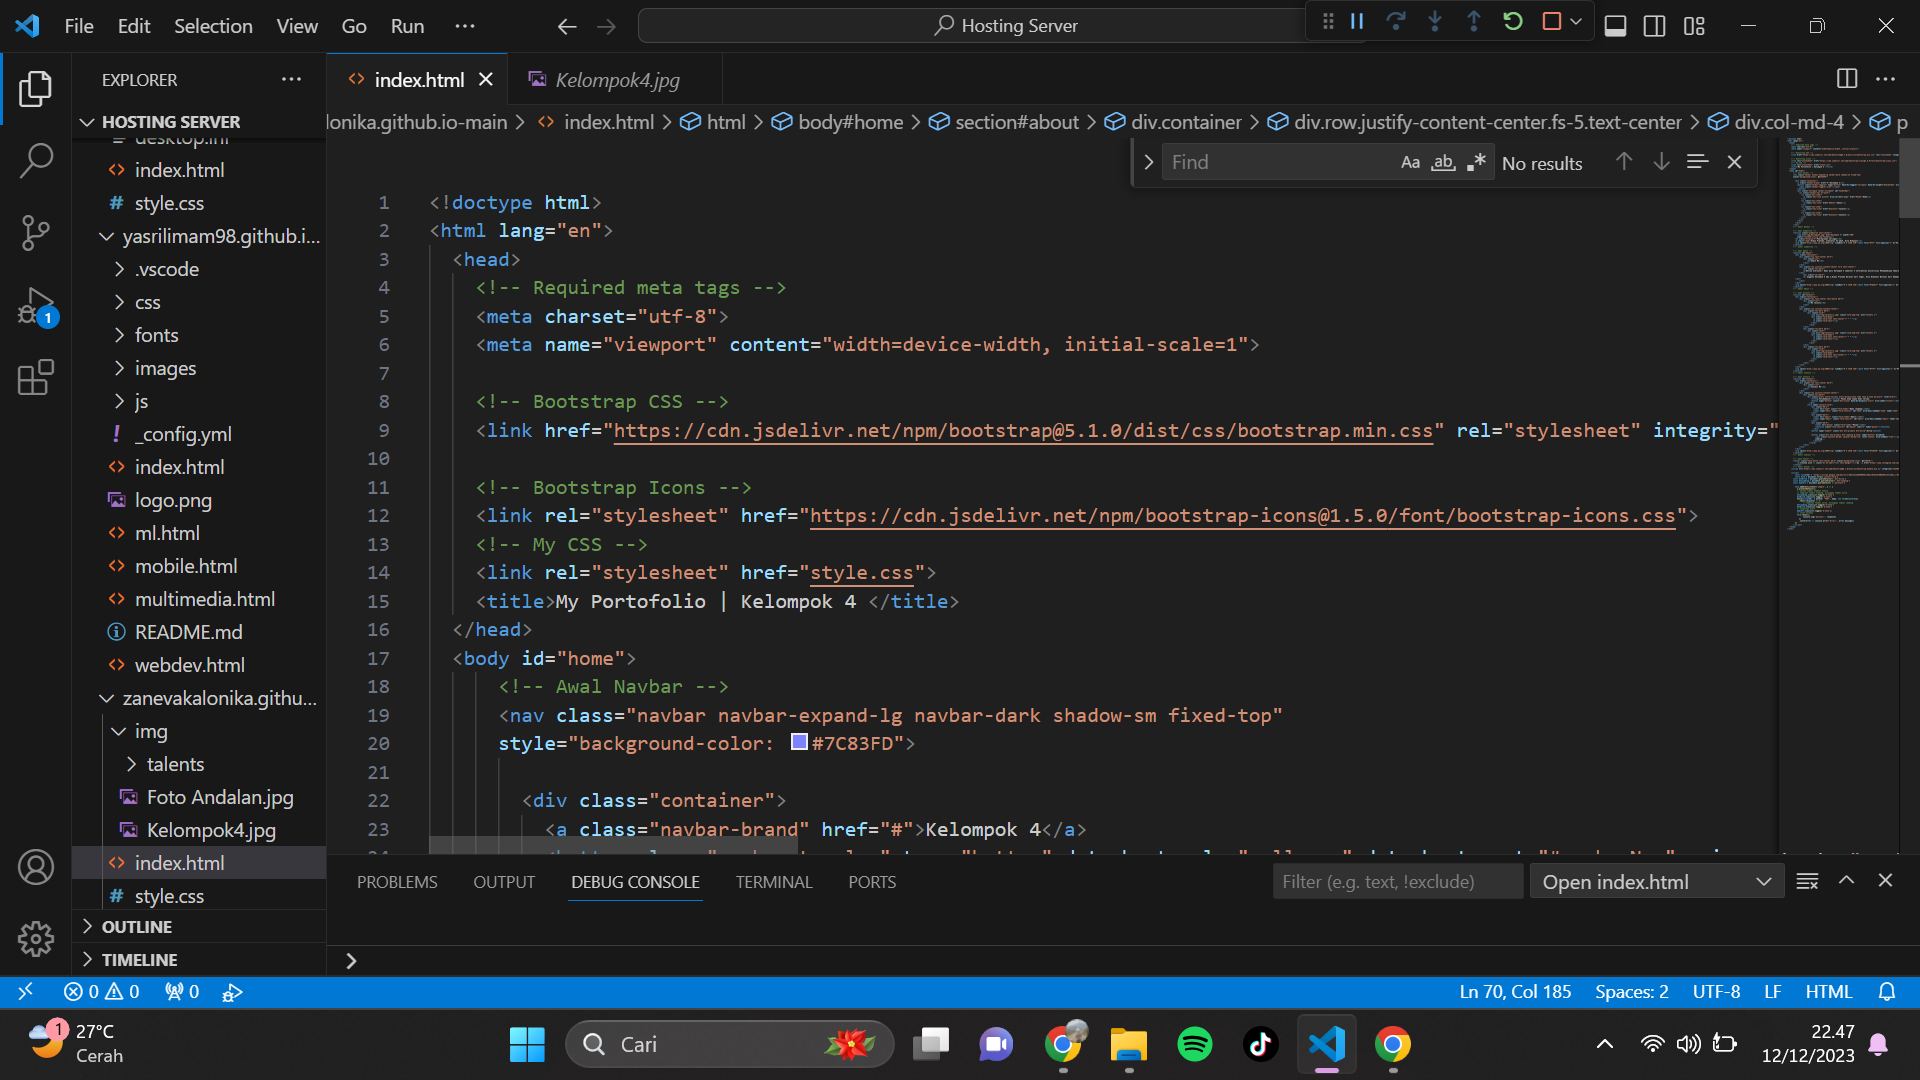 File Edit Selection View Go Run ···
Hosting Server
EXPLORER
index.html
Kelompok4.jpg
HOSTING SERVER
onika.github.io-main > index.html > html > body#home > section#about > div.container > div.row.justify-content-center.fs-5.text-center > div.col-md-4 > p
desktop.ini
index.html
style.css
yasrilimam98.github.i...
.vscode
css
fonts
images
js
_config.yml
index.html
logo.png
ml.html
mobile.html
multimedia.html
README.md
webdev.html
zanevakalonika.githu...
img
talents
Foto Andalan.jpg
Kelompok4.jpg
index.html
style.css
OUTLINE
TIMELINE
Find Aa ab No results
1 <!doctype html>
2 <html lang="en">
3 <head>
4 <!-- Required meta tags -->
5 <meta charset="utf-8">
6 <meta name="viewport" content="width=device-width, initial-scale=1">
7
8 <!-- Bootstrap CSS -->
9 <link href="https://cdn.jsdelivr.net/npm/bootstrap@5.1.0/dist/css/bootstrap.min.css" rel="stylesheet" integrity="
10
11 <!-- Bootstrap Icons -->
12 <link rel="stylesheet" href="https://cdn.jsdelivr.net/npm/bootstrap-icons@1.5.0/font/bootstrap-icons.css">
13 <!-- My CSS -->
14 <link rel="stylesheet" href="style.css">
15 <title>My Portofolio | Kelompok 4 </title>
16 </head>
17 <body id="home">
18 <!-- Awal Navbar -->
19 <nav class="navbar navbar-expand-lg navbar-dark shadow-sm fixed-top"
20 style="background-color: #7C83FD">
21
22 <div class="container">
23 <a class="navbar-brand" href="#">Kelompok 4</a>
PROBLEMS OUTPUT DEBUG CONSOLE TERMINAL PORTS
Filter (e.g. text, !exclude)
Open index.html
1
0 0 0
Ln 70, Col 185 Spaces: 2 UTF-8 LF HTML
1
27°C
Cerah
Cari
22.47
12/12/2023